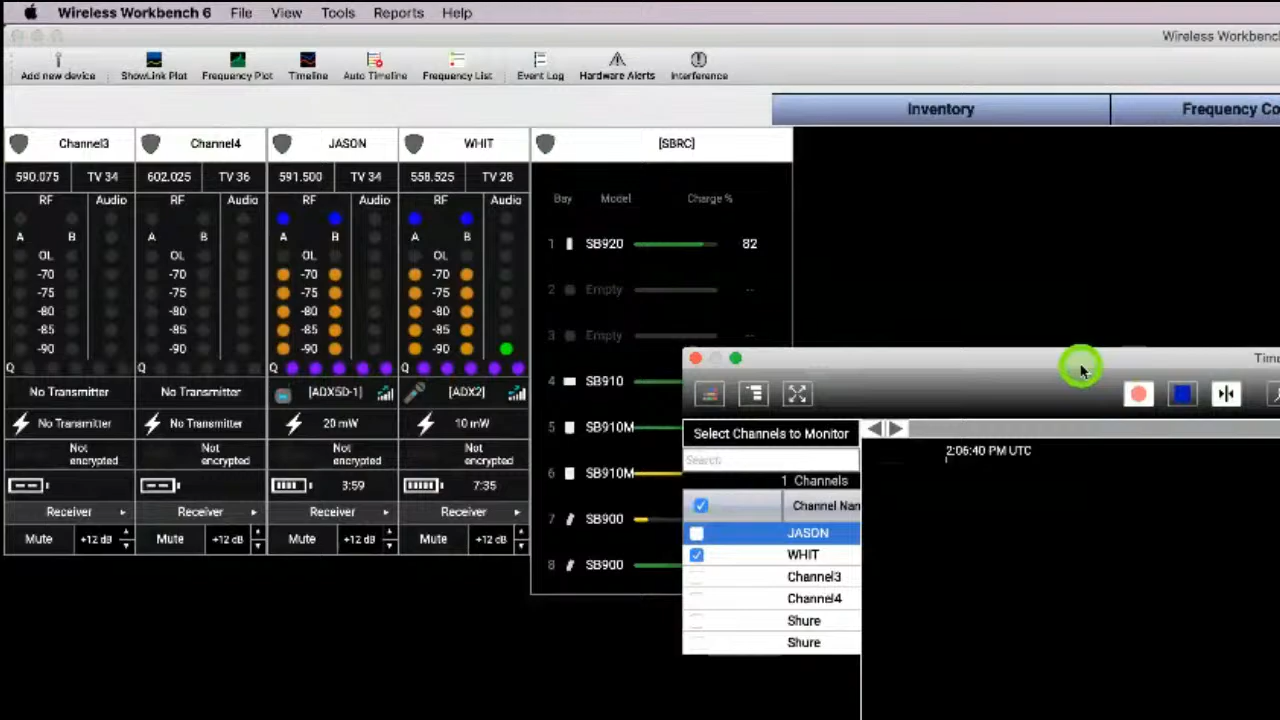 Wireless Workbench 6 File View Tools Reports Help
Wireless Workbench
Add new device ShowLink Plot Frequency Plot Timeline Auto Timeline Frequency List Event Log Hardware Alerts Interference
Inventory Frequency Co
Channel3 Channel4 JASON WHIT [SBRC]
590.075 TV 34 602.025 TV 36 591.500 TV 34 558.525 TV 28
RF Audio RF Audio RF Audio RF Audio
Bay Model Charge %
A B A B A B A B
1 SB920 82
OL OL OL OL
-70 -70 -70 -70
2 Empty --
-75 -75 -75 -75
-80 -80 -80 -80
-85 -85 -85 -85
3 Empty --
-90 -90 -90 -90
Time
Q Q Q Q
4 SB910
No Transmitter No Transmitter [ADX5D-1] [ADX2]
No Transmitter No Transmitter 20 mW 10 mW
5 SB910M
Select Channels to Monitor
Not encrypted Not encrypted Not encrypted Not encrypted
2:06:40 PM UTC
Search
6 SB910M
1 Channels
-- -- 3:59 7:35
Channel Nam
Receiver Receiver Receiver Receiver
7 SB900
JASON
Mute +12 dB Mute +12 dB Mute +12 dB Mute +12 dB
WHIT
8 SB900
Channel3
Channel4
Shure
Shure